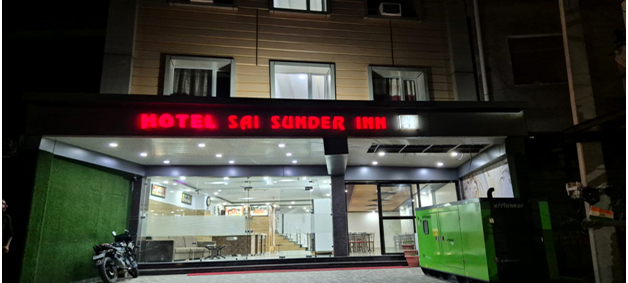 HOTEL SAI SUNDER INN